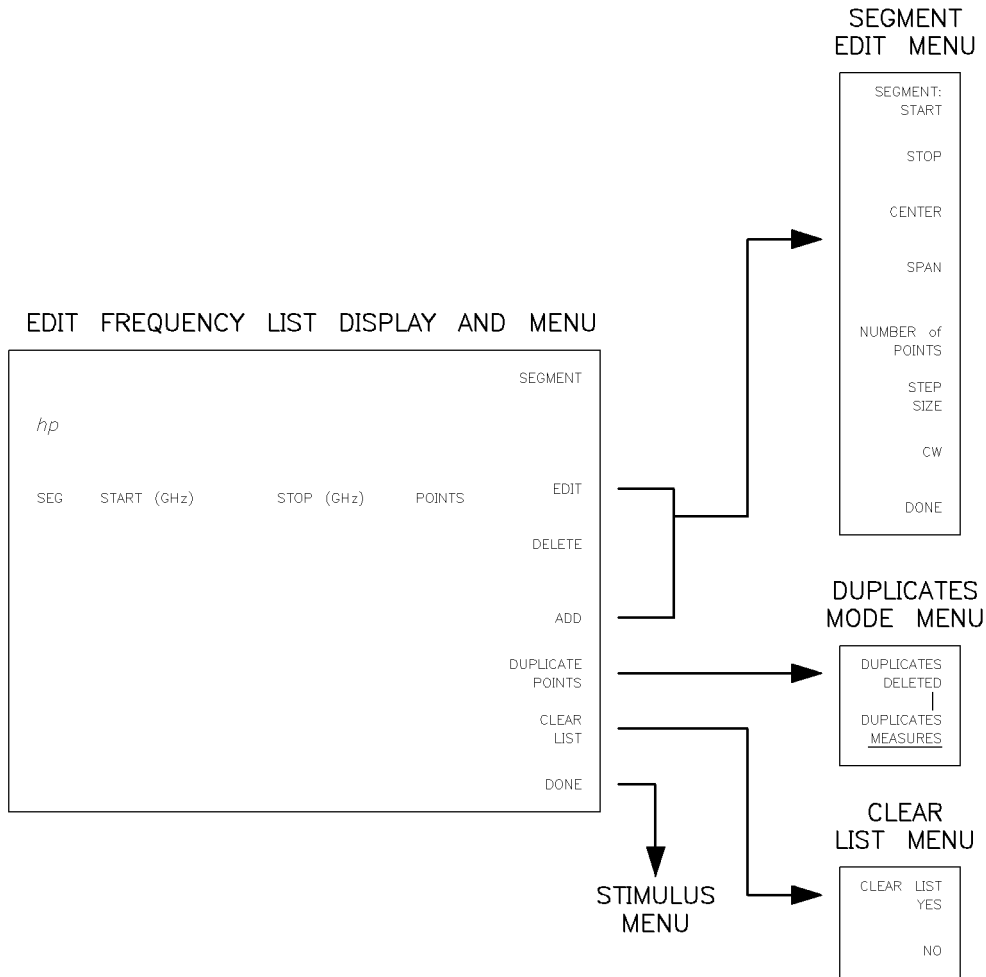 SEGMENT
EDIT MENU
SEGMENT:
START
STOP
CENTER
SPAN
NUMBER of
POINTS
STEP
SIZE
CW
DONE
EDIT FREQUENCY LIST DISPLAY AND MENU
SEGMENT
hp
SEG START (GHz) STOP (GHz) POINTS
EDIT
DELETE
ADD
DUPLICATE
POINTS
CLEAR
LIST
DONE
STIMULUS
MENU
DUPLICATES
MODE MENU
DUPLICATES
DELETED
DUPLICATES
MEASURES
CLEAR
LIST MENU
CLEAR LIST
YES
NO